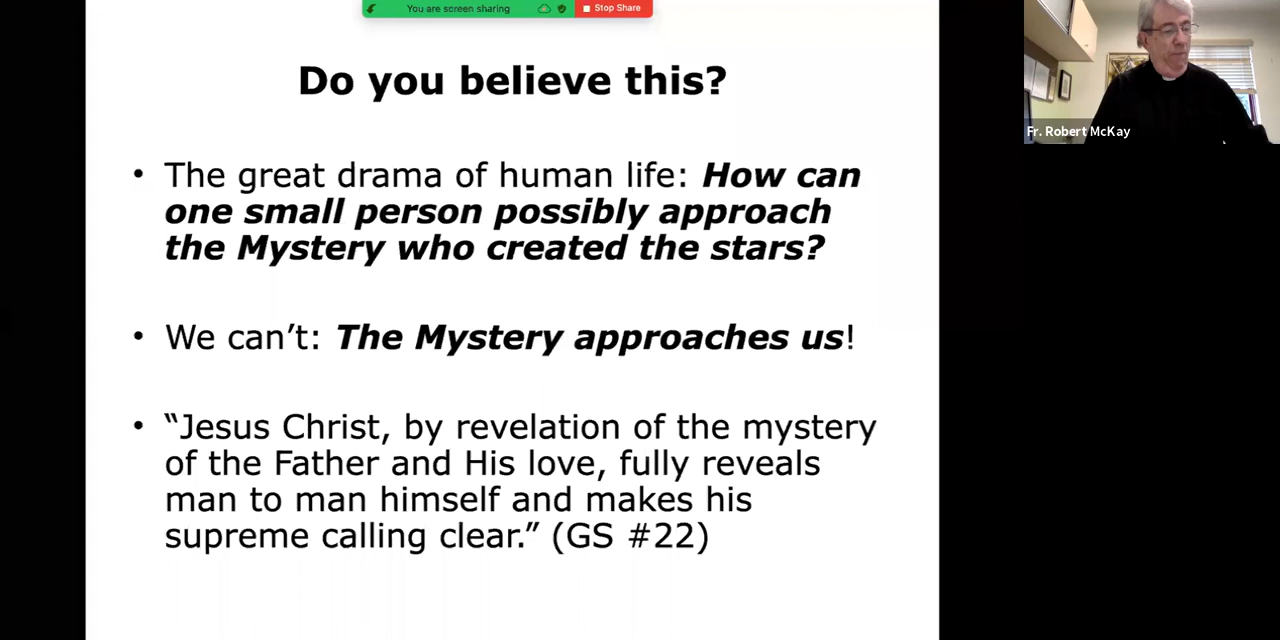 You are screen sharing
Stop Share
Do you believe this?
• The great drama of human life: How can
one small person possibly approach
the Mystery who created the stars?
• We can’t: The Mystery approaches us!
• “Jesus Christ, by revelation of the mystery
of the Father and His love, fully reveals
man to man himself and makes his
supreme calling clear.” (GS #22)
Fr. Robert McKay